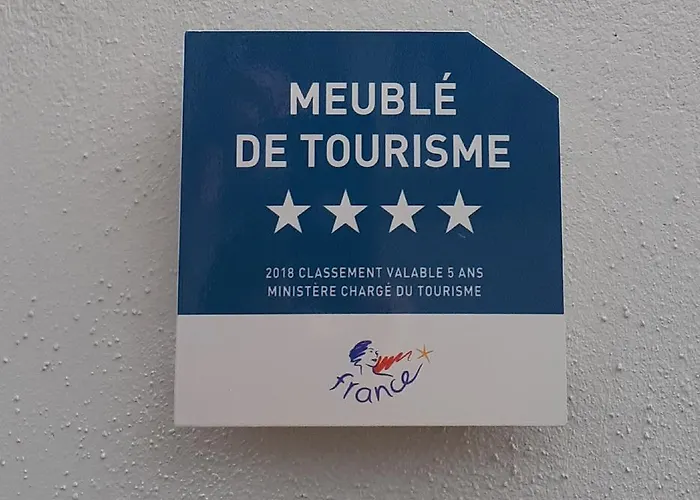 MEUBLÉ
DE TOURISME
2018 CLASSEMENT VALABLE 5 ANS
MINISTÈRE CHARGÉ DU TOURISME
france